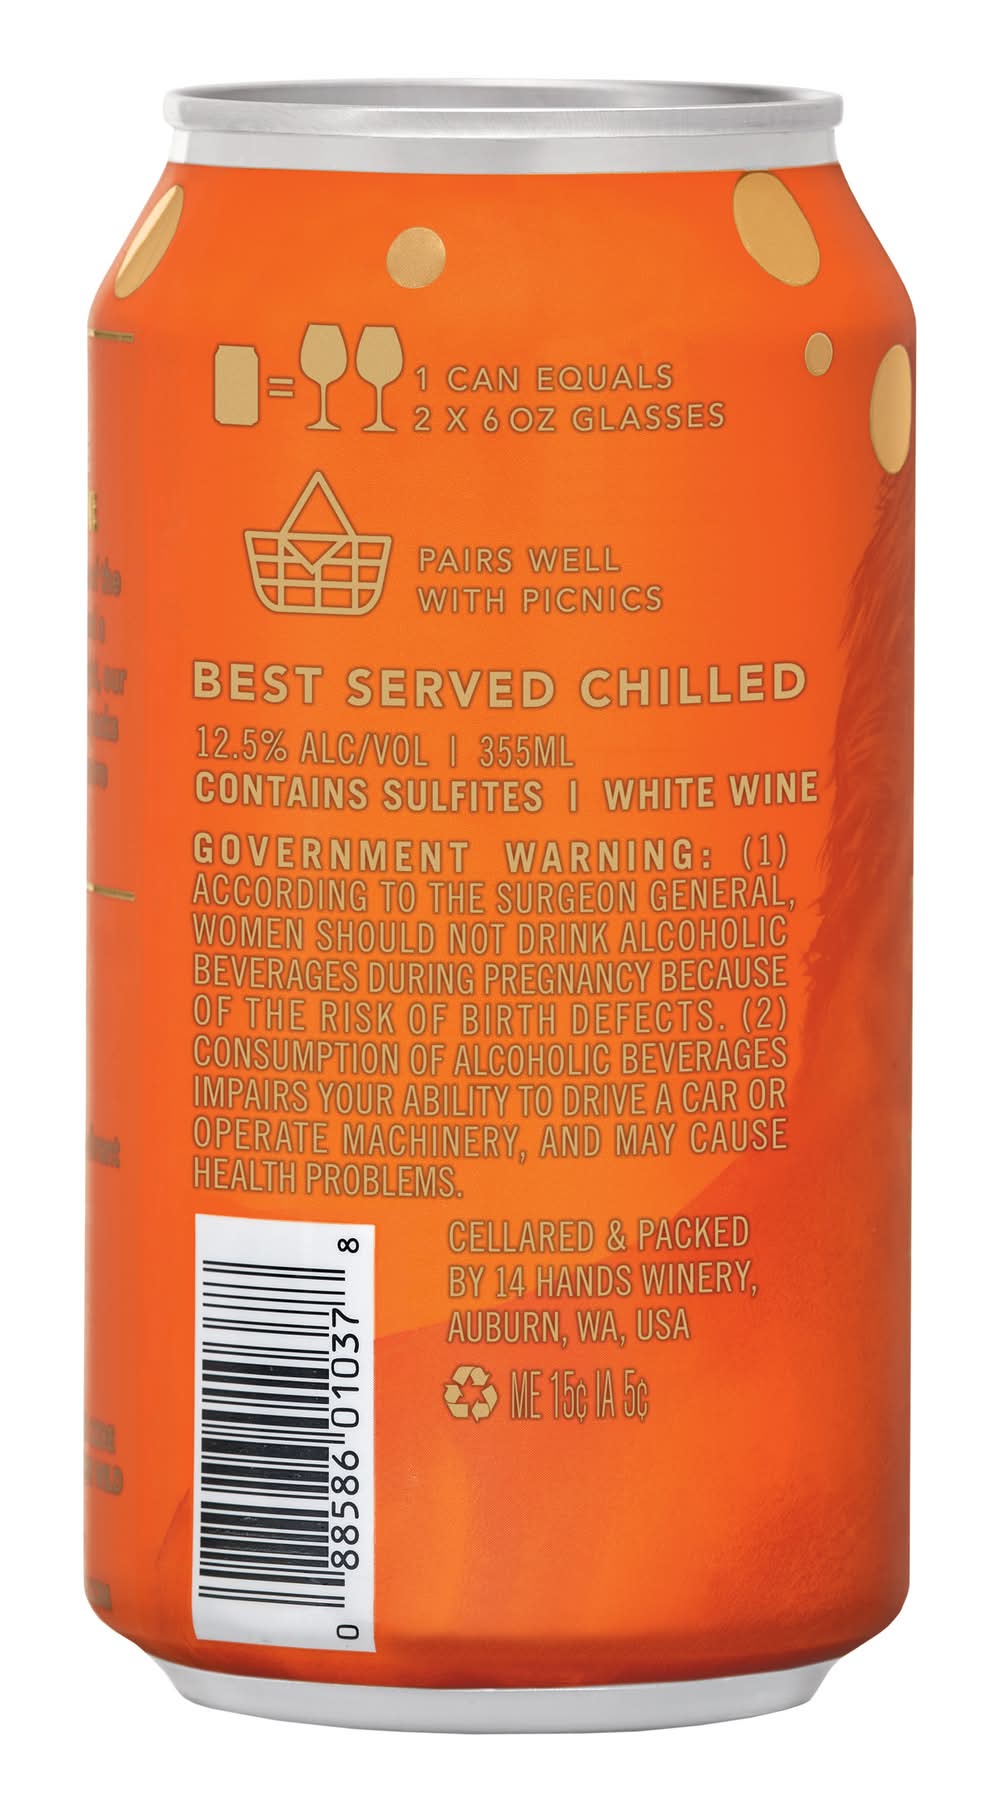 1 CAN EQUALS
2 X 6 OZ GLASSES
PAIRS WELL
WITH PICNICS
BEST SERVED CHILLED
12.5% ALC/VOL | 355ML
CONTAINS SULFITES | WHITE WINE
GOVERNMENT WARNING: (1)
ACCORDING TO THE SURGEON GENERAL,
WOMEN SHOULD NOT DRINK ALCOHOLIC
BEVERAGES DURING PREGNANCY BECAUSE
OF THE RISK OF BIRTH DEFECTS. (2)
CONSUMPTION OF ALCOHOLIC BEVERAGES
IMPAIRS YOUR ABILITY TO DRIVE A CAR OR
OPERATE MACHINERY, AND MAY CAUSE
HEALTH PROBLEMS.
CELLARED & PACKED
BY 14 HANDS WINERY,
AUBURN, WA, USA
ME 15¢ IA 5¢
0 88586 01037 8
the
our